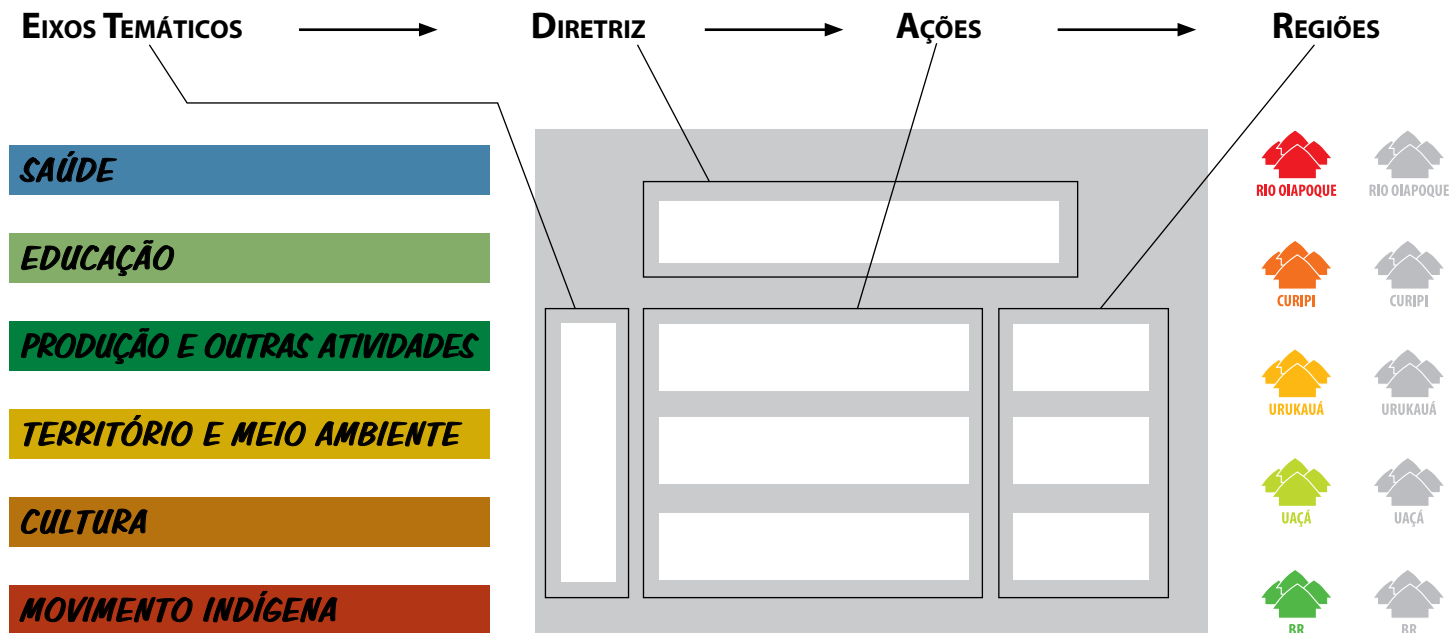 EIXOS TEMÁTICOS DIRETRIZ AÇÕES REGIÕES
SAÚDE
EDUCAÇÃO
PRODUÇÃO E OUTRAS ATIVIDADES
TERRITÓRIO E MEIO AMBIENTE
CULTURA
MOVIMENTO INDÍGENA
RIO OIAPOQUE RIO OIAPOQUE
CURIPI CURIPI
URUKAUÁ URUKAUÁ
UAÇÁ UAÇÁ
BR BR